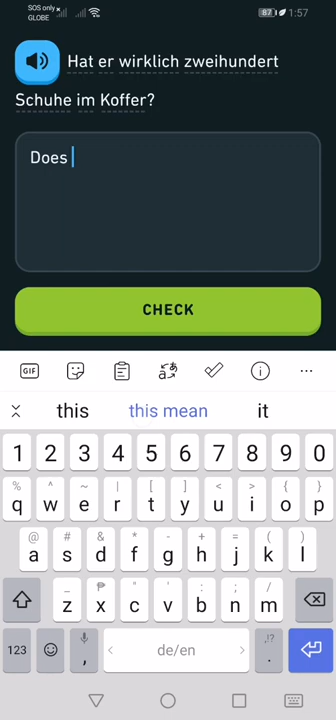 SOS only
GLOBE
87
1:57
Hat er wirklich zweihundert
Schuhe im Koffer?
Does
CHECK
GIF
this
this mean
it
1 2 3 4 5 6 7 8 9 0
% ^ ~ | [ ] < > { }
q w e r t y u i o p
@ # & * - + = ( )
a s d f g h j k l
₱ " ' : ; /
z x c v b n m
123
,
de/en
,!?
.